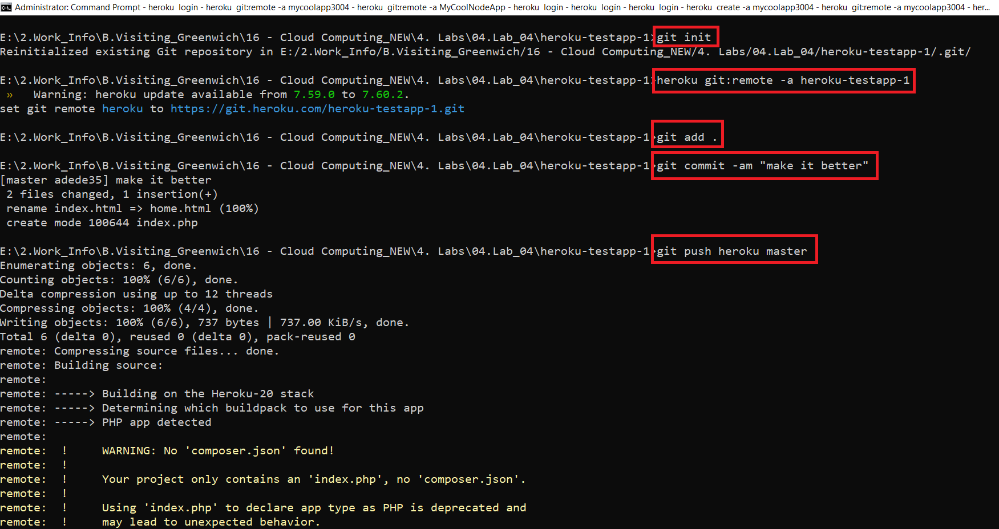 Administrator: Command Prompt - heroku  login - heroku  git:remote -a mycoolapp3004 - heroku  git:remote -a MyCoolNodeApp - heroku  login - heroku  login - heroku  login - heroku  create -a mycoolapp3004 - heroku  git:remote -a mycoolapp3004 - her...
E:\2.Work_Info\B.Visiting_Greenwich\16 - Cloud Computing_NEW\4. Labs\04.Lab_04\heroku-testapp-1>git init
Reinitialized existing Git repository in E:/2.Work_Info/B.Visiting_Greenwich/16 - Cloud Computing_NEW/4. Labs/04.Lab_04/heroku-testapp-1/.git/
E:\2.Work_Info\B.Visiting_Greenwich\16 - Cloud Computing_NEW\4. Labs\04.Lab_04\heroku-testapp-1>heroku git:remote -a heroku-testapp-1
»   Warning: heroku update available from 7.59.0 to 7.60.2.
set git remote heroku to https://git.heroku.com/heroku-testapp-1.git
E:\2.Work_Info\B.Visiting_Greenwich\16 - Cloud Computing_NEW\4. Labs\04.Lab_04\heroku-testapp-1>git add .
E:\2.Work_Info\B.Visiting_Greenwich\16 - Cloud Computing_NEW\4. Labs\04.Lab_04\heroku-testapp-1>git commit -am "make it better"
[master adede35] make it better
 2 files changed, 1 insertion(+)
 rename index.html => home.html (100%)
 create mode 100644 index.php
E:\2.Work_Info\B.Visiting_Greenwich\16 - Cloud Computing_NEW\4. Labs\04.Lab_04\heroku-testapp-1>git push heroku master
Enumerating objects: 6, done.
Counting objects: 100% (6/6), done.
Delta compression using up to 12 threads
Compressing objects: 100% (4/4), done.
Writing objects: 100% (6/6), 737 bytes | 737.00 KiB/s, done.
Total 6 (delta 0), reused 0 (delta 0), pack-reused 0
remote: Compressing source files... done.
remote: Building source:
remote:
remote: -----> Building on the Heroku-20 stack
remote: -----> Determining which buildpack to use for this app
remote: -----> PHP app detected
remote:
remote:  !     WARNING: No 'composer.json' found!
remote:  !
remote:  !     Your project only contains an 'index.php', no 'composer.json'.
remote:  !
remote:  !     Using 'index.php' to declare app type as PHP is deprecated and
remote:  !     may lead to unexpected behavior.